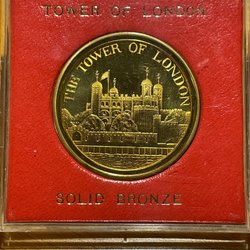 TOWER OF LONDON
THE TOWER OF LONDON
SOLID BRONZE